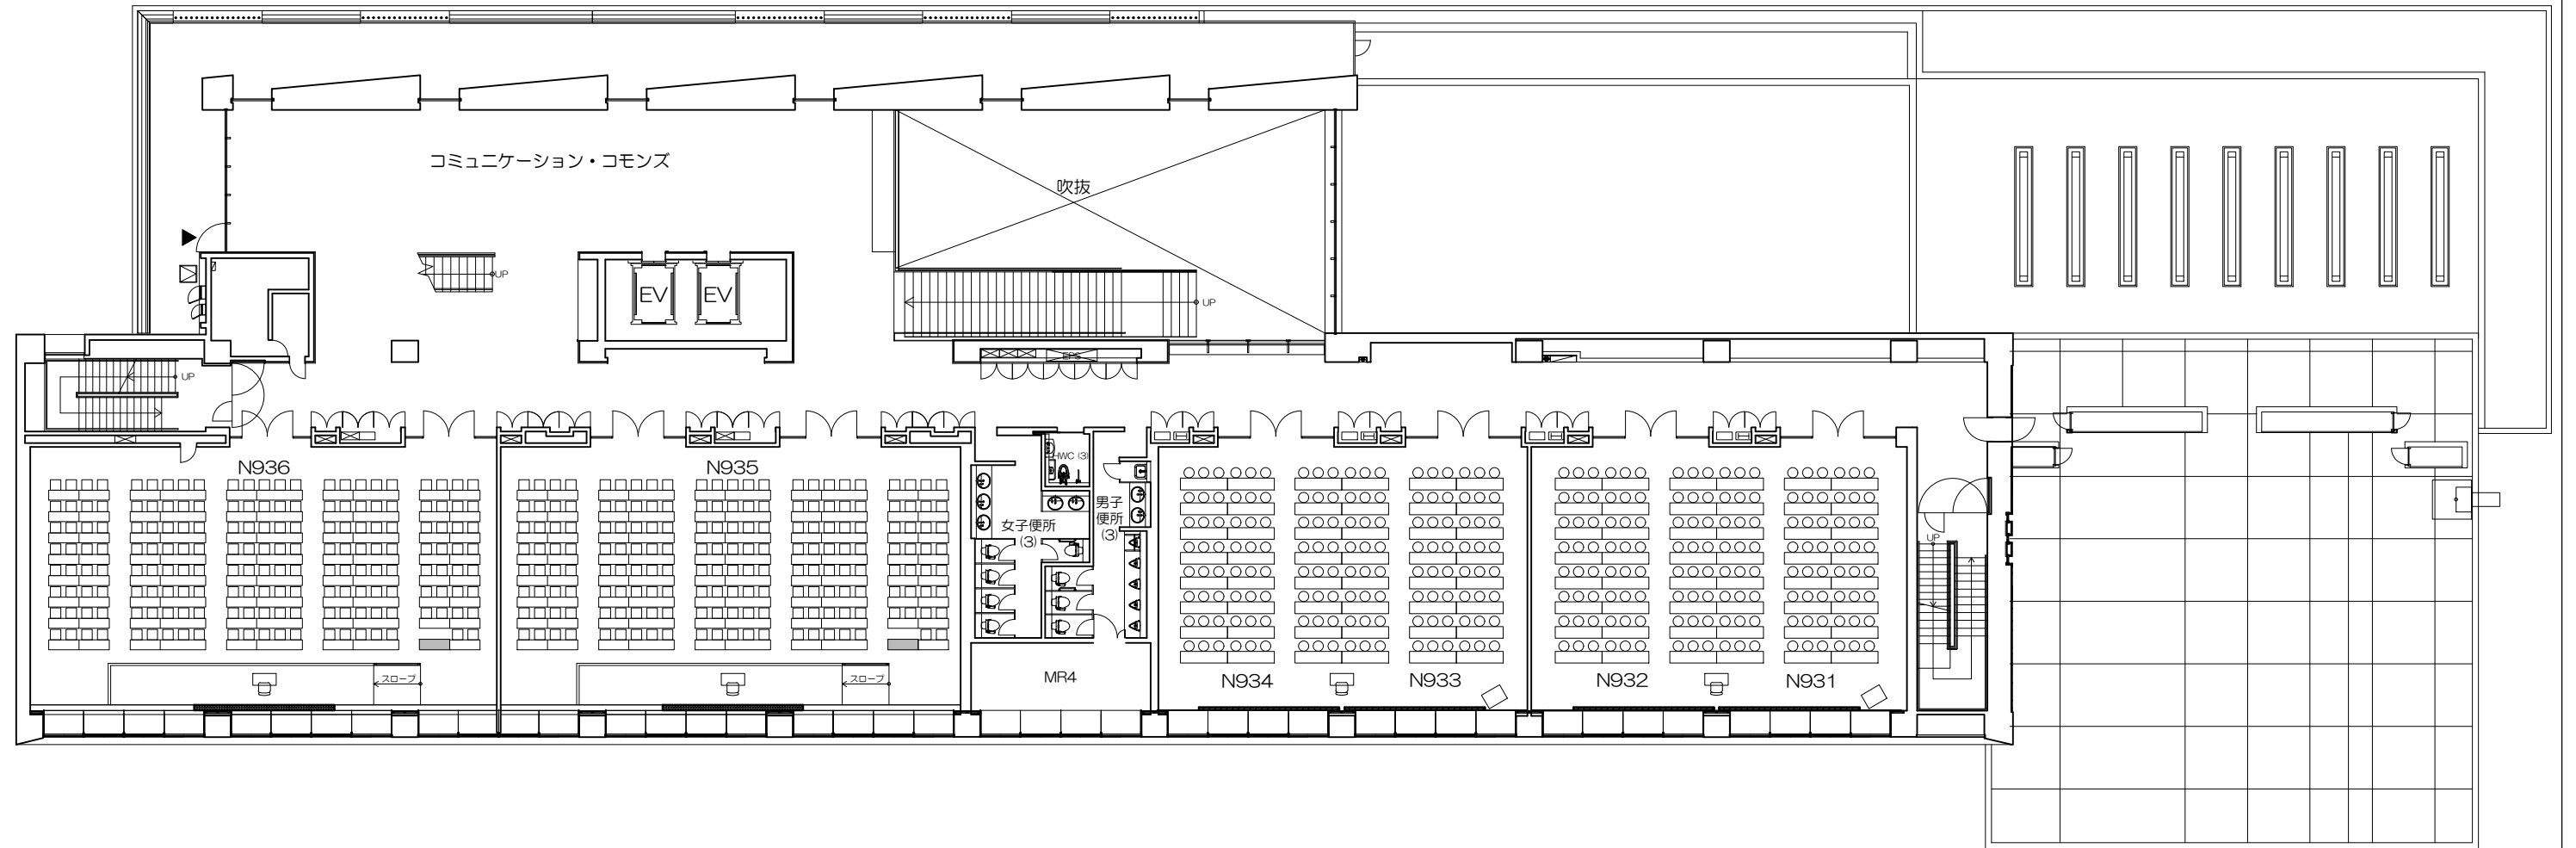 コミュニケーション・コモンズ
吹抜
UP
EV
EV
UP
EPS
UP
N936
N935
HWC (3)
女子便所
(3)
男子
便所
(3)
UP
スロープ
スロープ
MR4
N934
N933
N932
N931